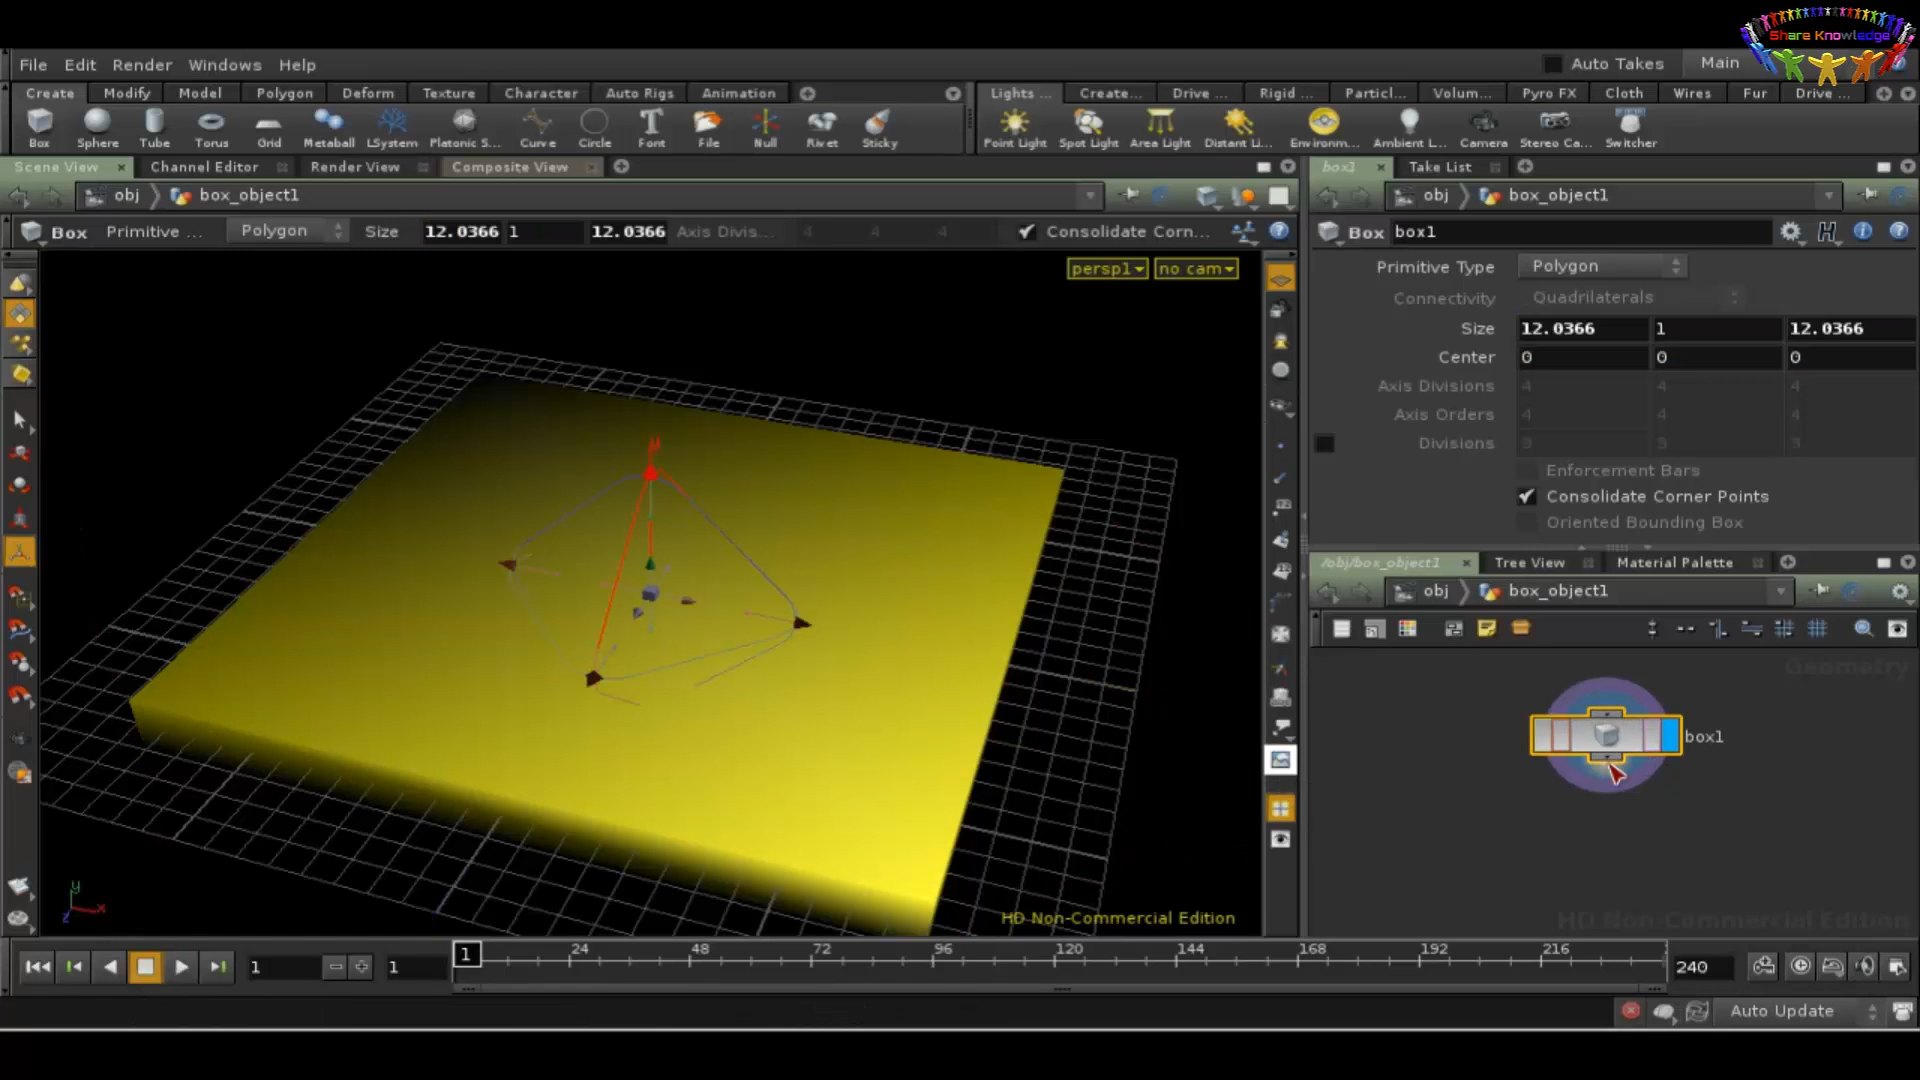 Share Knowledge
File Edit Render Windows Help
Auto Takes Main
Create Modify Model Polygon Deform Texture Character Auto Rigs Animation
Lights ... Create... Drive ... Rigid ... Particl... Volum... Pyro FX Cloth Wires Fur Drive ...
Box Sphere Tube Torus Grid Metaball LSystem Platonic S... Curve Circle Font File Null Rivet Sticky
Point Light Spot Light Area Light Distant Li... Environm... Ambient L... Camera Stereo Ca... Switcher
Scene View Channel Editor Render View Composite View
box1 Take List
obj box_object1
obj box_object1
Box Primitive ... Polygon Size 12.0366 1 12.0366 Axis Divis... 4 4 4 Consolidate Corn...
Box box1
persp1 no cam
Primitive Type Polygon
Connectivity Quadrilaterals
Size 12.0366 1 12.0366
Center 0 0 0
Axis Divisions 4 4 4
Axis Orders 4 4 4
Divisions 3 3 3
Enforcement Bars
Consolidate Corner Points
Oriented Bounding Box
/obj/box_object1 Tree View Material Palette
obj box_object1
Geometry
box1
HD Non-Commercial Edition
y
x
z
HD Non-Commercial Edition
1 1 1 24 48 72 96 120 144 168 192 216 240
Auto Update